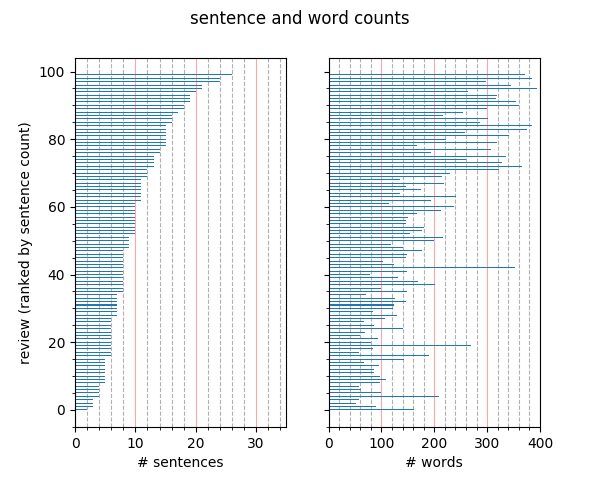 sentence and word counts
review (ranked by sentence count)
100
80
60
40
20
0
0 10 20 30
0 100 200 300 400
# sentences
# words